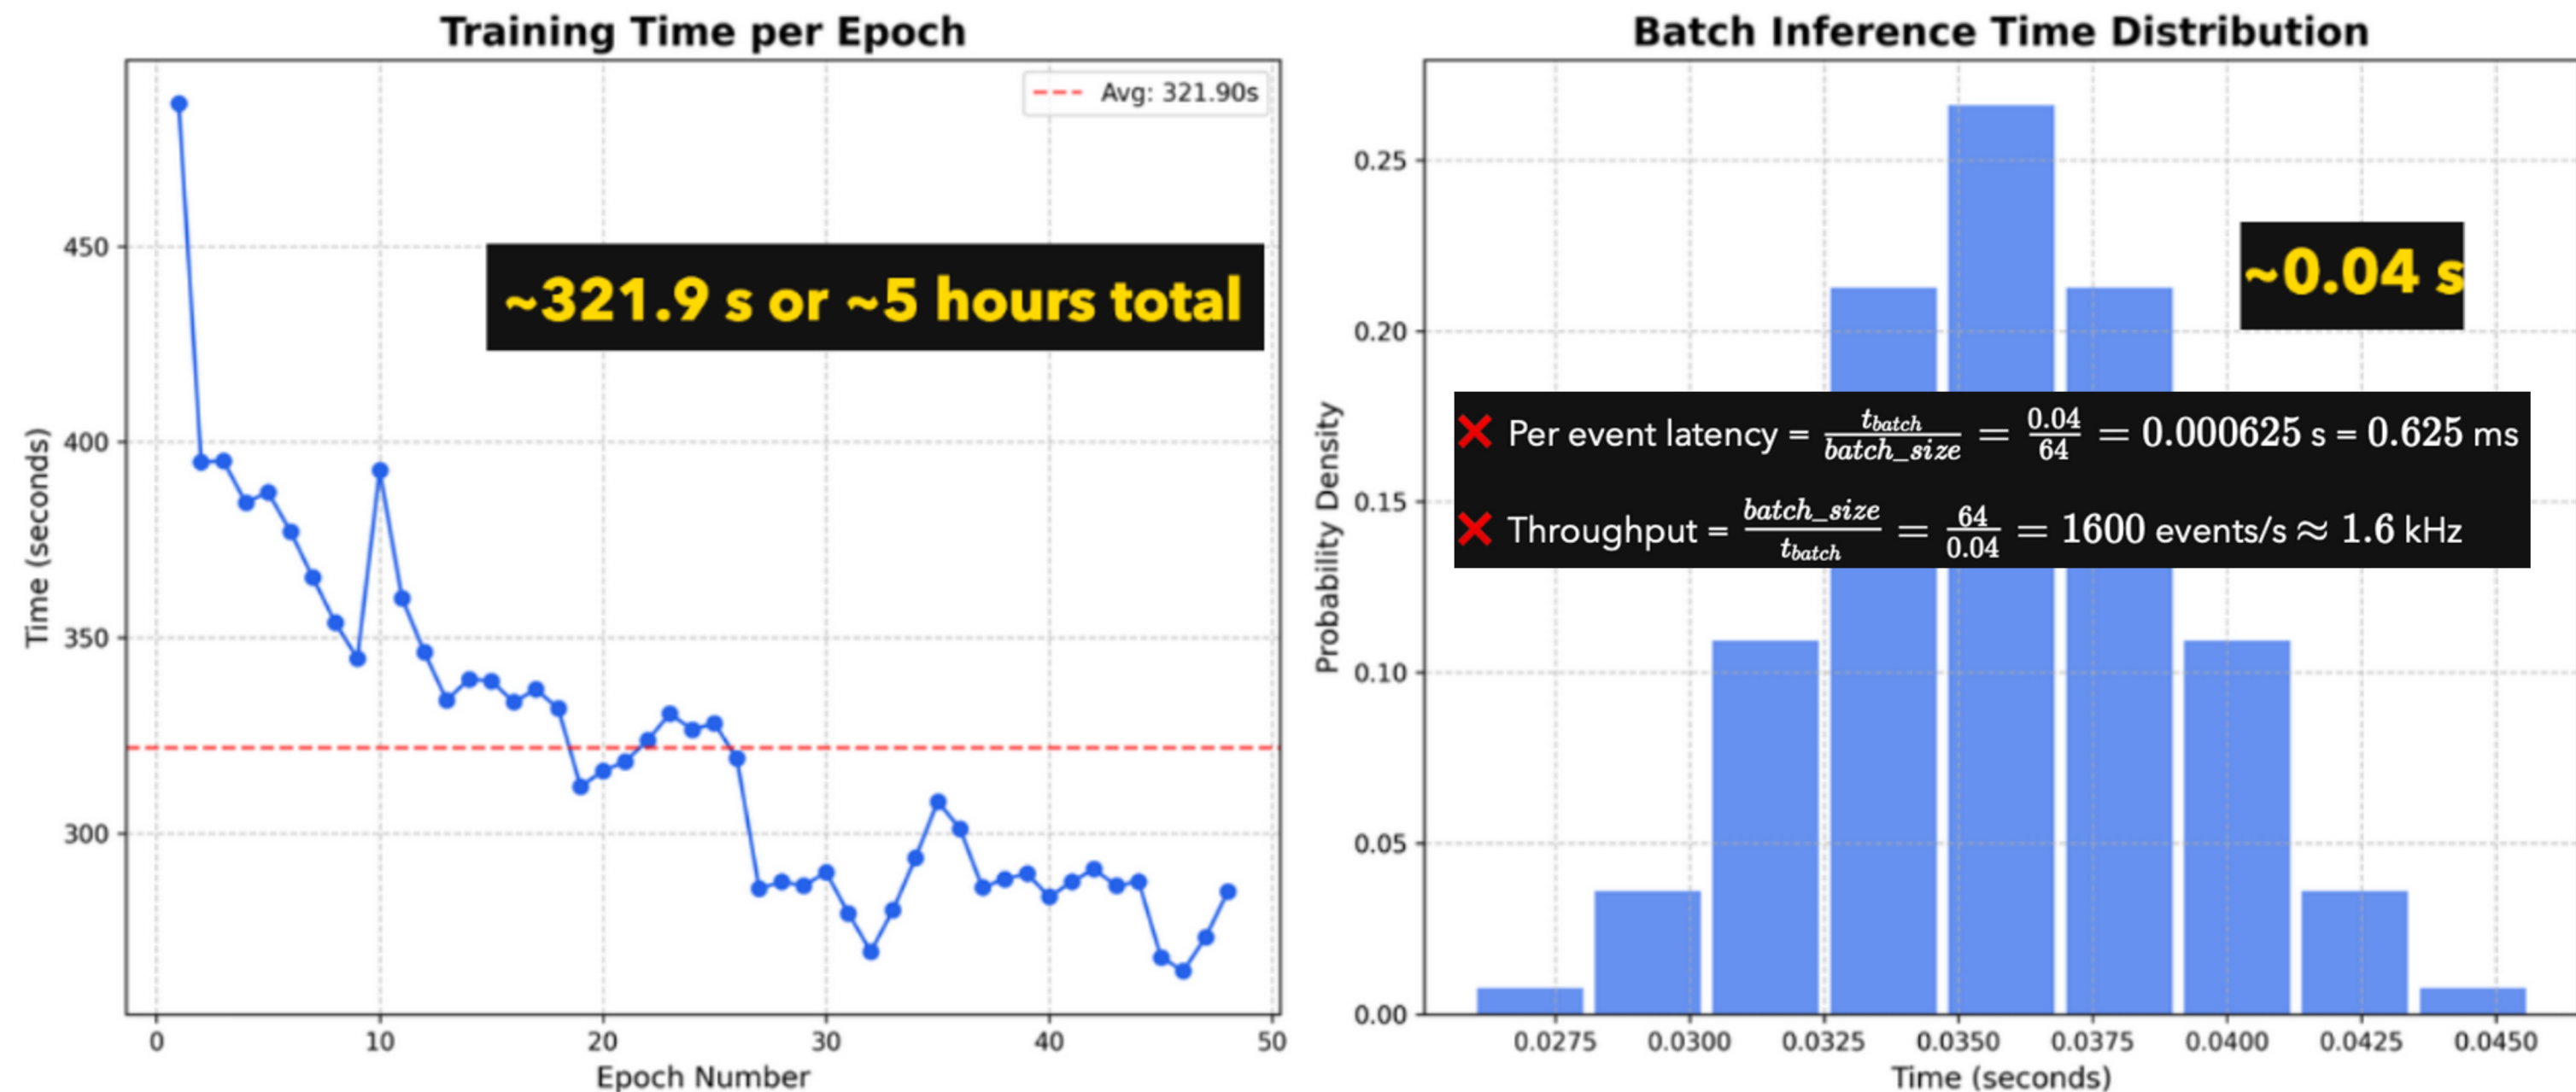 Training Time per Epoch
Avg: 321.90s
~321.9 s or ~5 hours total
450
400
350
300
Time (seconds)
0 10 20 30 40 50
Epoch Number
Batch Inference Time Distribution
~0.04 s
❌ Per event latency = t_batch / batch_size = 0.04 / 64 = 0.000625 s = 0.625 ms
❌ Throughput = batch_size / t_batch = 64 / 0.04 = 1600 events/s ≈ 1.6 kHz
0.25
0.20
0.15
0.10
0.05
0.00
Probability Density
0.0275 0.0300 0.0325 0.0350 0.0375 0.0400 0.0425 0.0450
Time (seconds)